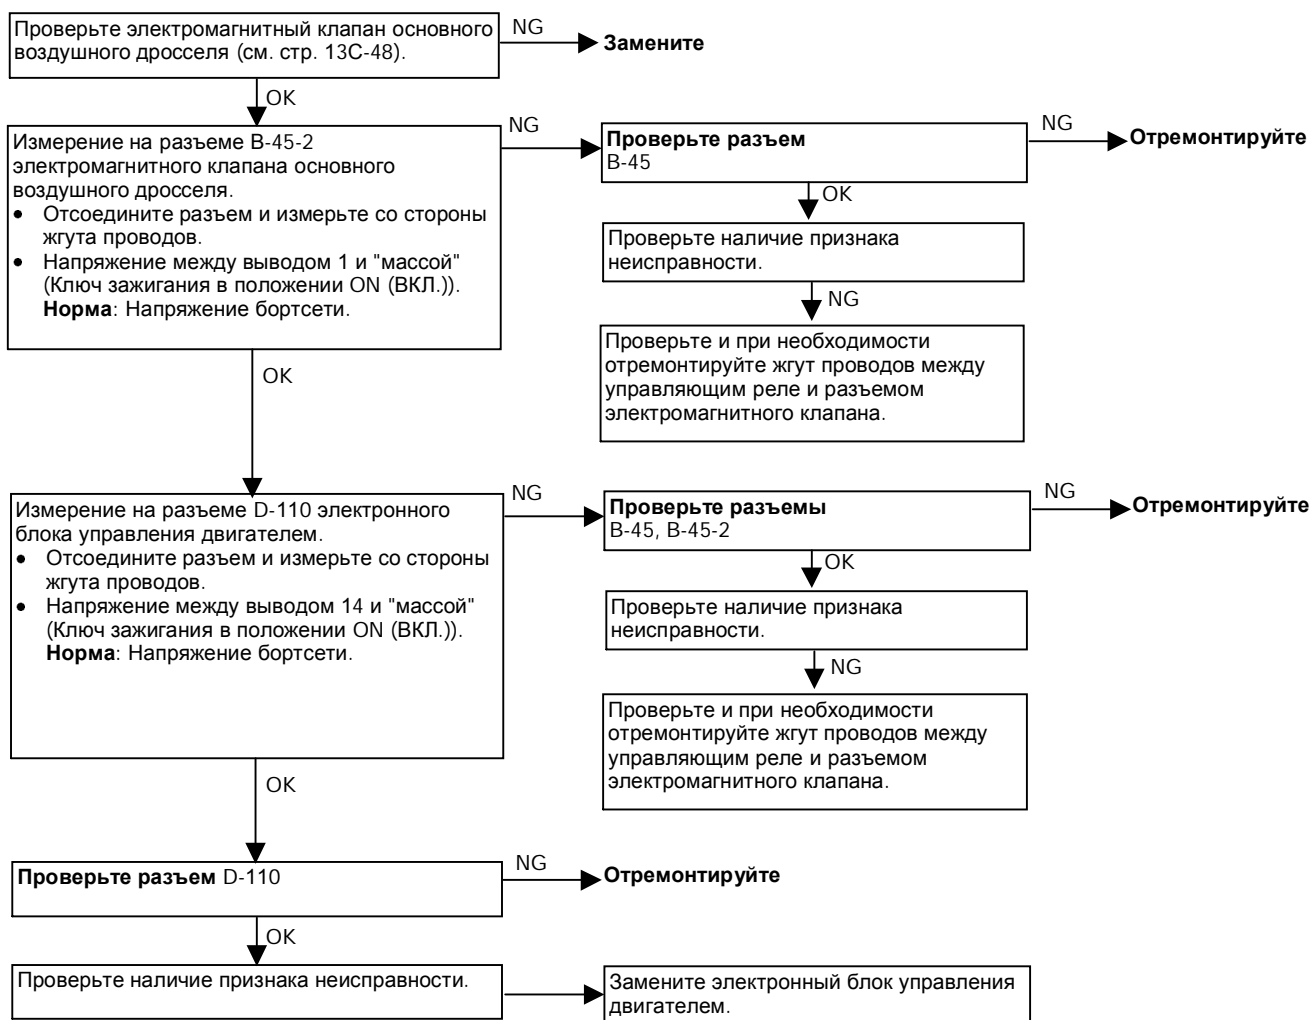 Проверьте электромагнитный клапан основного
воздушного дросселя (см. стр. 13С-48).
NG
Замените
OK
Измерение на разъеме В-45-2
электромагнитного клапана основного
воздушного дросселя.
• Отсоедините разъем и измерьте со стороны
жгута проводов.
• Напряжение между выводом 1 и "массой"
(Ключ зажигания в положении ON (ВКЛ.)).
Норма: Напряжение бортсети.
NG
Проверьте разъем
В-45
NG
Отремонтируйте
OK
Проверьте наличие признака
неисправности.
NG
Проверьте и при необходимости
отремонтируйте жгут проводов между
управляющим реле и разъемом
электромагнитного клапана.
OK
Измерение на разъеме D-110 электронного
блока управления двигателем.
• Отсоедините разъем и измерьте со стороны
жгута проводов.
• Напряжение между выводом 14 и "массой"
(Ключ зажигания в положении ON (ВКЛ.)).
Норма: Напряжение бортсети.
NG
Проверьте разъемы
В-45, В-45-2
NG
Отремонтируйте
OK
Проверьте наличие признака
неисправности.
NG
Проверьте и при необходимости
отремонтируйте жгут проводов между
управляющим реле и разъемом
электромагнитного клапана.
OK
Проверьте разъем D-110
NG
Отремонтируйте
OK
Проверьте наличие признака неисправности.
Замените электронный блок управления
двигателем.